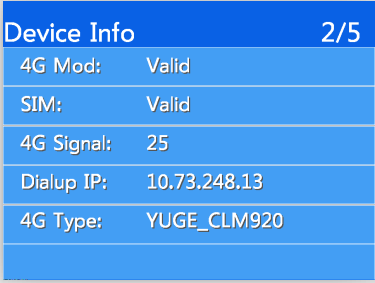 Device Info 2/5
4G Mod: Valid
SIM: Valid
4G Signal: 25
Dialup IP: 10.73.248.13
4G Type: YUGE_CLM920